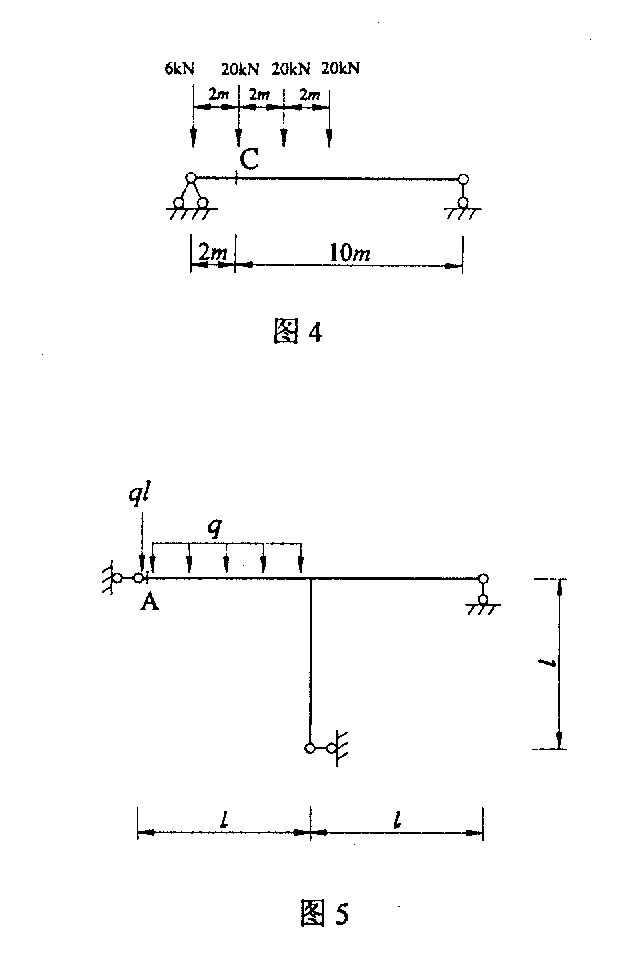 6kN 20kN 20kN 20kN
2m 2m 2m
C
2m 10m
图 4
ql
q
A
l
l l
图 5